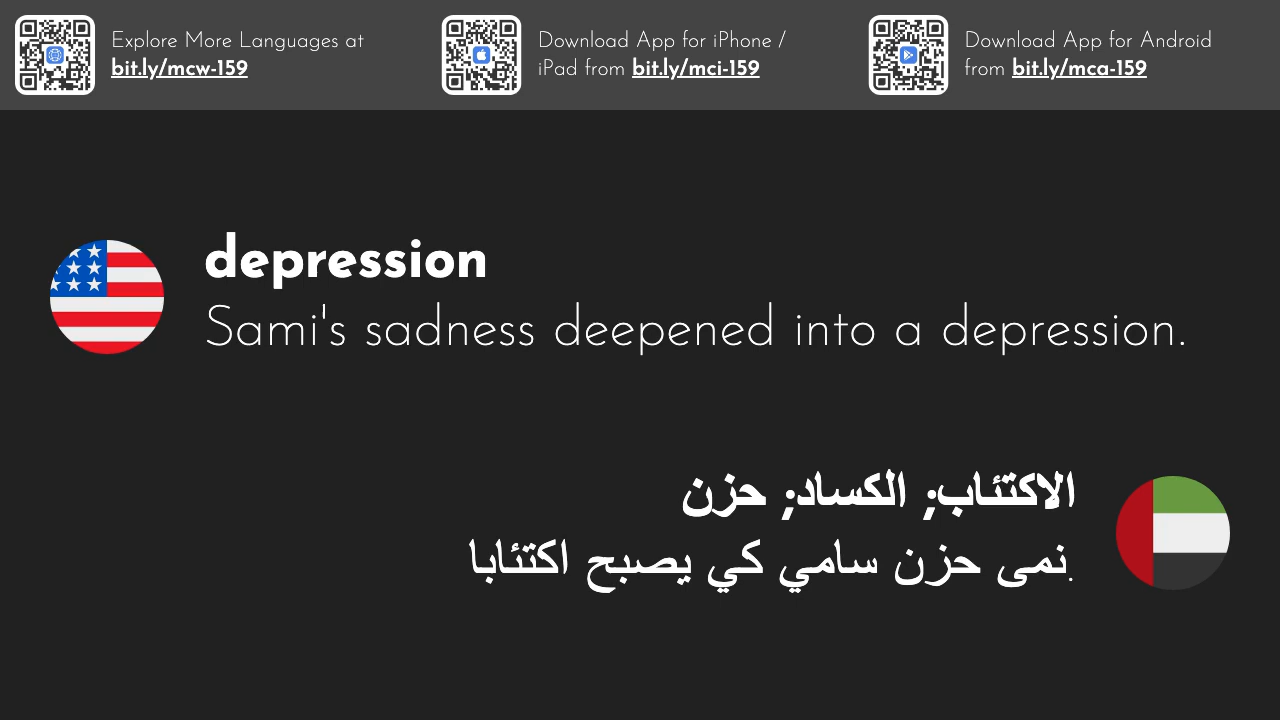 Explore More Languages at
bit.ly/mcw-159
Download App for iPhone /
iPad from bit.ly/mci-159
Download App for Android
from bit.ly/mca-159
depression
Sami's sadness deepened into a depression.
الاكتئاب; الكساد; حزن
نمى حزن سامي كي يصبح اكتئابا.